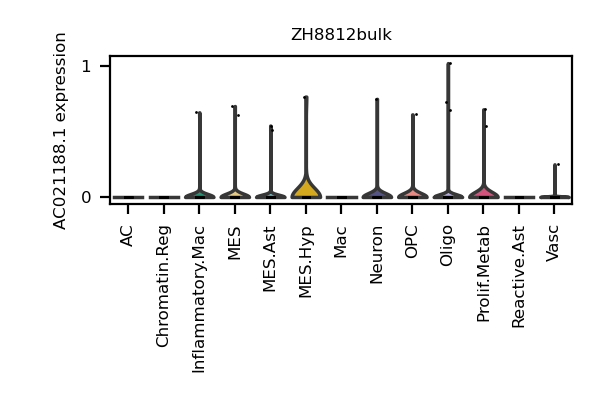 ZH8812bulk
AC021188.1 expression
1
0
AC
Chromatin.Reg
Inflammatory.Mac
MES
MES.Ast
MES.Hyp
Mac
Neuron
OPC
Oligo
Prolif.Metab
Reactive.Ast
Vasc